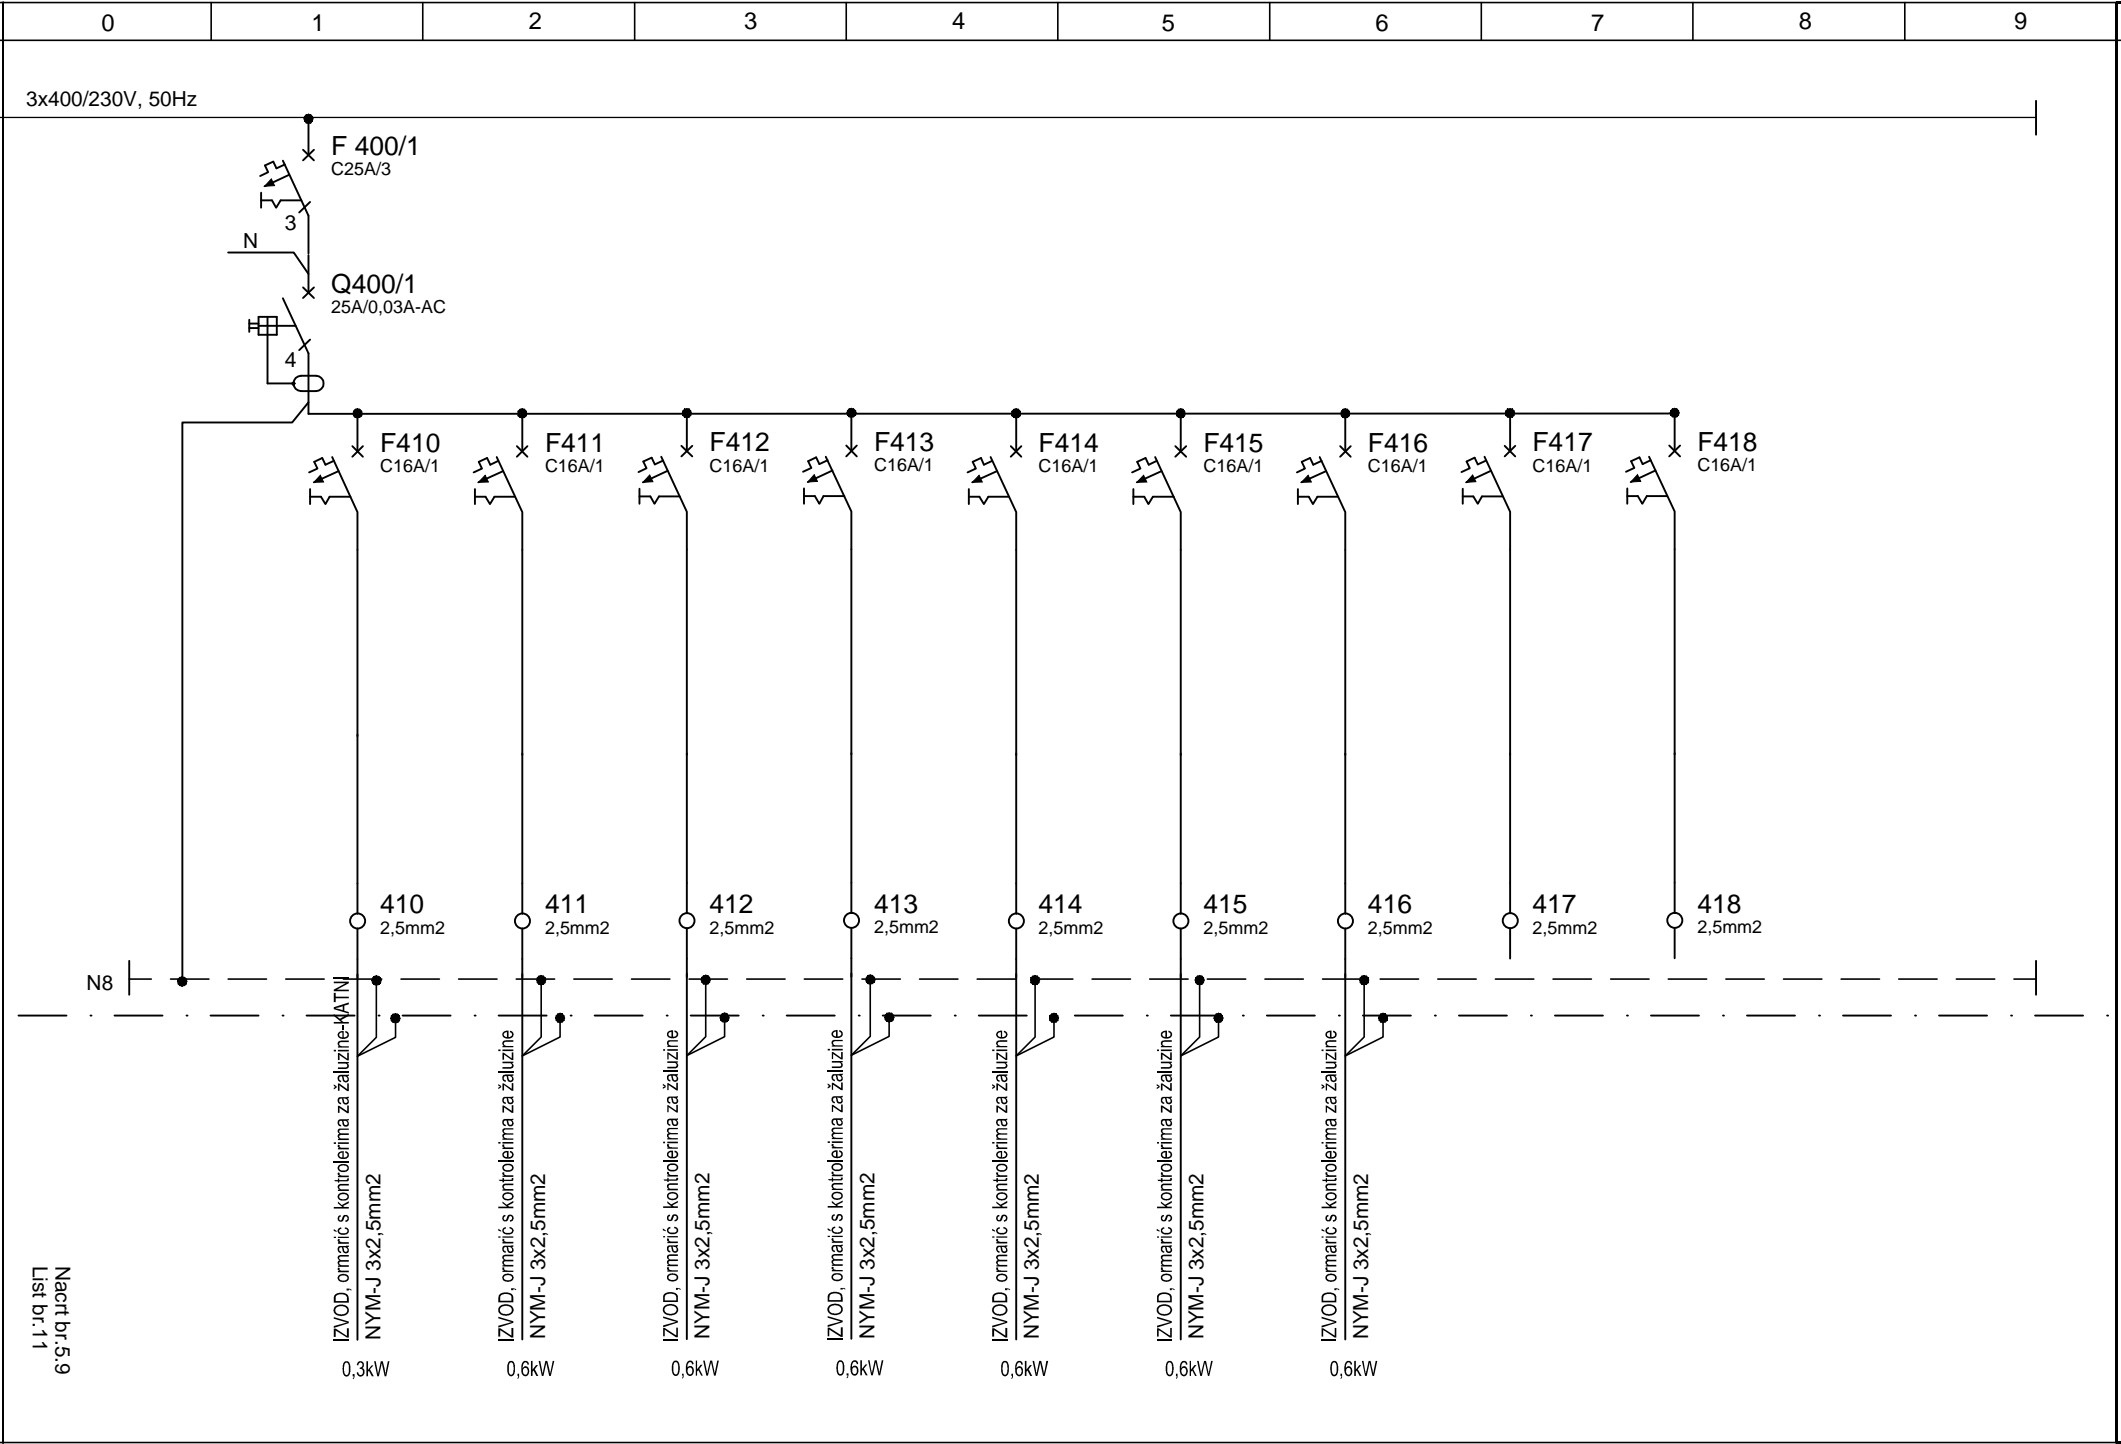 0 1 2 3 4 5 6 7 8 9
3x400/230V, 50Hz
F 400/1
C25A/3
3
N
Q400/1
25A/0,03A-AC
4
F410 F411 F412 F413 F414 F415 F416 F417 F418
C16A/1 C16A/1 C16A/1 C16A/1 C16A/1 C16A/1 C16A/1 C16A/1 C16A/1
410 411 412 413 414 415 416 417 418
2,5mm2 2,5mm2 2,5mm2 2,5mm2 2,5mm2 2,5mm2 2,5mm2 2,5mm2 2,5mm2
N8
IZVOD, ormarić s kontrolerima za žaluzine-KATNI
NYM-J 3x2,5mm2
IZVOD, ormarić s kontrolerima za žaluzine
NYM-J 3x2,5mm2
IZVOD, ormarić s kontrolerima za žaluzine
NYM-J 3x2,5mm2
IZVOD, ormarić s kontrolerima za žaluzine
NYM-J 3x2,5mm2
IZVOD, ormarić s kontrolerima za žaluzine
NYM-J 3x2,5mm2
IZVOD, ormarić s kontrolerima za žaluzine
NYM-J 3x2,5mm2
IZVOD, ormarić s kontrolerima za žaluzine
NYM-J 3x2,5mm2
0,3kW 0,6kW 0,6kW 0,6kW 0,6kW 0,6kW 0,6kW
Nacrt br.5.9
List br.11